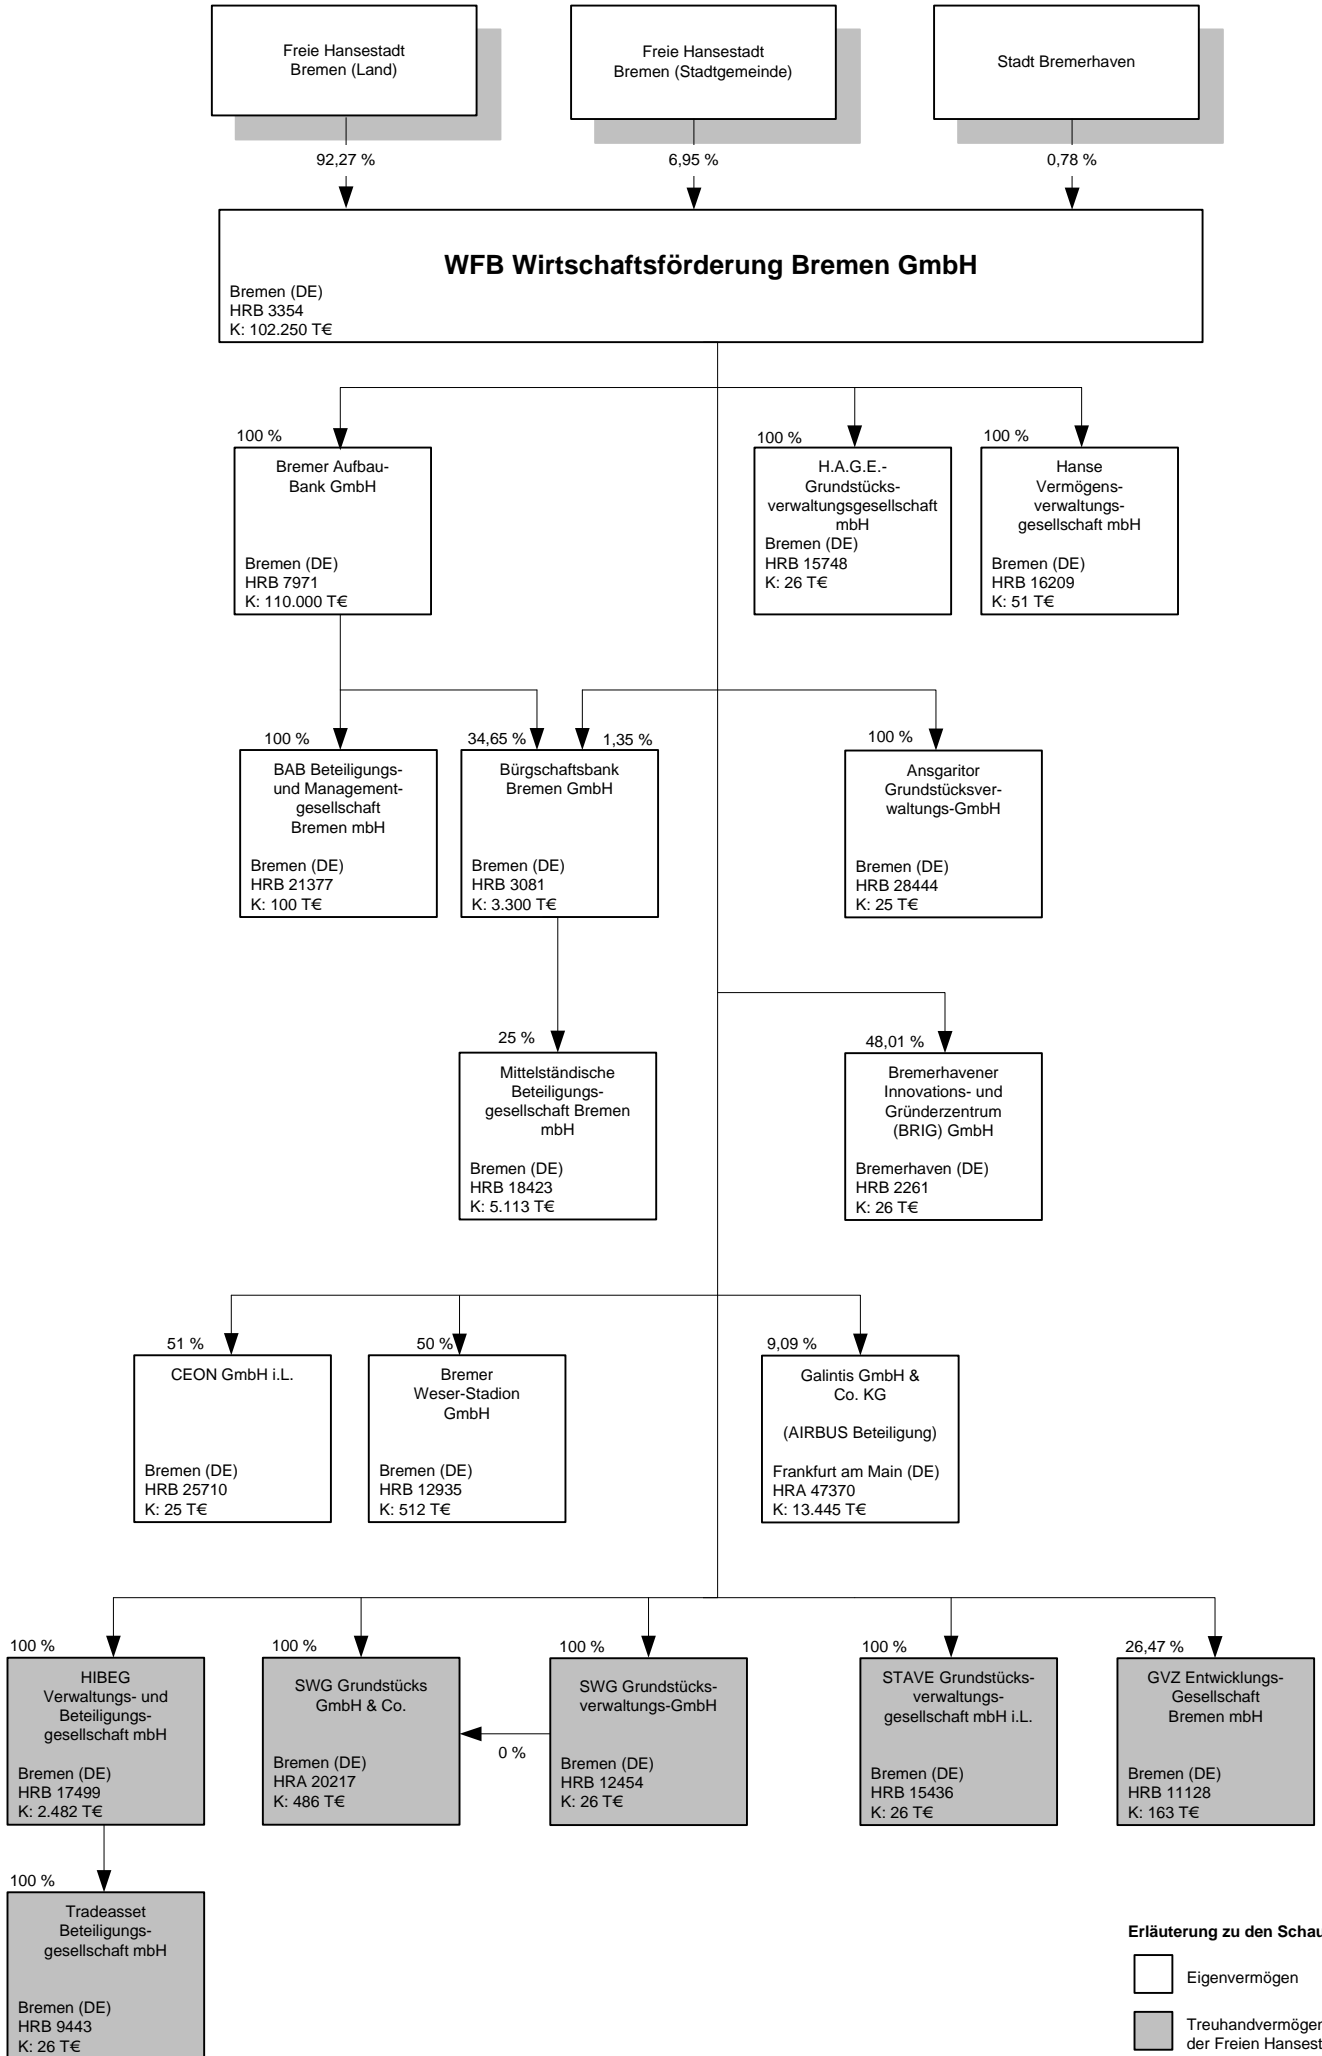 Freie Hansestadt
Bremen (Land)
Freie Hansestadt
Bremen (Stadtgemeinde)
Stadt Bremerhaven
92,27 %
6,95 %
0,78 %
WFB Wirtschaftsförderung Bremen GmbH
Bremen (DE)
HRB 3354
K: 102.250 T€
100 %
Bremer Aufbau-
Bank GmbH
Bremen (DE)
HRB 7971
K: 110.000 T€
100 %
H.A.G.E.-
Grundstücks-
verwaltungsgesellschaft
mbH
Bremen (DE)
HRB 15748
K: 26 T€
100 %
Hanse
Vermögens-
verwaltungs-
gesellschaft mbH
Bremen (DE)
HRB 16209
K: 51 T€
100 %
BAB Beteiligungs-
und Management-
gesellschaft
Bremen mbH
Bremen (DE)
HRB 21377
K: 100 T€
34,65 %
1,35 %
Bürgschaftsbank
Bremen GmbH
Bremen (DE)
HRB 3081
K: 3.300 T€
100 %
Ansgaritor
Grundstücksver-
waltungs-GmbH
Bremen (DE)
HRB 28444
K: 25 T€
25 %
Mittelständische
Beteiligungs-
gesellschaft Bremen
mbH
Bremen (DE)
HRB 18423
K: 5.113 T€
48,01 %
Bremerhavener
Innovations- und
Gründerzentrum
(BRIG) GmbH
Bremerhaven (DE)
HRB 2261
K: 26 T€
51 %
CEON GmbH i.L.
Bremen (DE)
HRB 25710
K: 25 T€
50 %
Bremer
Weser-Stadion
GmbH
Bremen (DE)
HRB 12935
K: 512 T€
9,09 %
Galintis GmbH &
Co. KG
(AIRBUS Beteiligung)
Frankfurt am Main (DE)
HRA 47370
K: 13.445 T€
100 %
HIBEG
Verwaltungs- und
Beteiligungs-
gesellschaft mbH
Bremen (DE)
HRB 17499
K: 2.482 T€
100 %
SWG Grundstücks
GmbH & Co.
Bremen (DE)
HRA 20217
K: 486 T€
0 %
100 %
SWG Grundstücks-
verwaltungs-GmbH
Bremen (DE)
HRB 12454
K: 26 T€
100 %
STAVE Grundstücks-
verwaltungs-
gesellschaft mbH i.L.
Bremen (DE)
HRB 15436
K: 26 T€
26,47 %
GVZ Entwicklungs-
Gesellschaft
Bremen mbH
Bremen (DE)
HRB 11128
K: 163 T€
100 %
Tradeasset
Beteiligungs-
gesellschaft mbH
Bremen (DE)
HRB 9443
K: 26 T€
Erläuterung zu den Schau
Eigenvermögen
Treuhandvermögen
der Freien Hansest